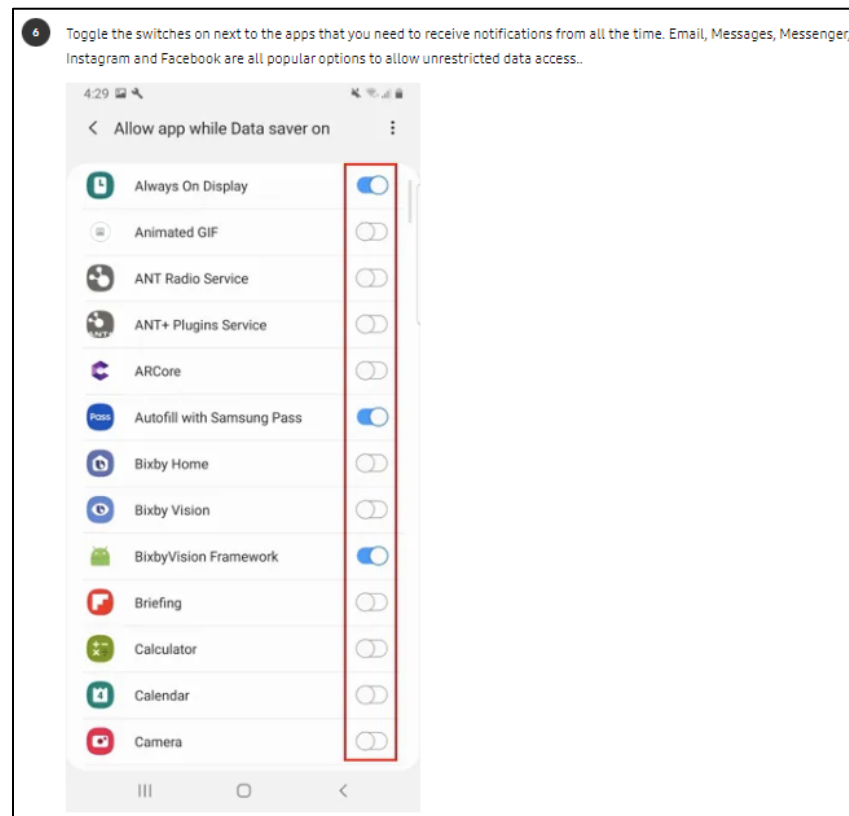 6
Toggle the switches on next to the apps that you need to receive notifications from all the time. Email, Messages, Messenger,
Instagram and Facebook are all popular options to allow unrestricted data access..
4:29
Allow app while Data saver on
Always On Display
Animated GIF
ANT Radio Service
ANT+ Plugins Service
ARCore
Pass Autofill with Samsung Pass
Bixby Home
Bixby Vision
BixbyVision Framework
Briefing
Calculator
4 Calendar
Camera